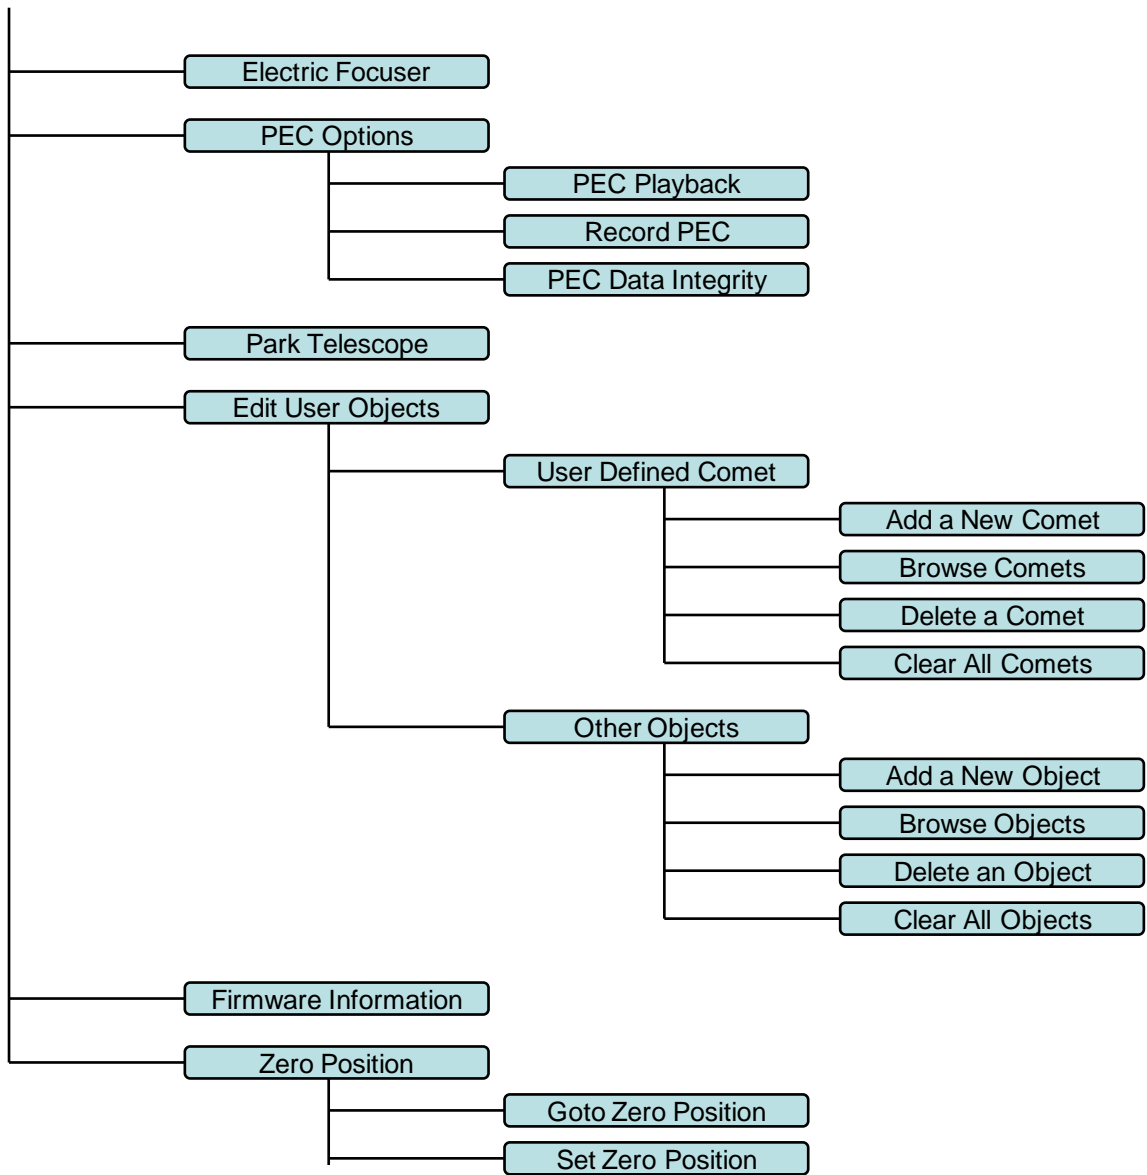 Electric Focuser
PEC Options
PEC Playback
Record PEC
PEC Data Integrity
Park Telescope
Edit User Objects
User Defined Comet
Add a New Comet
Browse Comets
Delete a Comet
Clear All Comets
Other Objects
Add a New Object
Browse Objects
Delete an Object
Clear All Objects
Firmware Information
Zero Position
Goto Zero Position
Set Zero Position